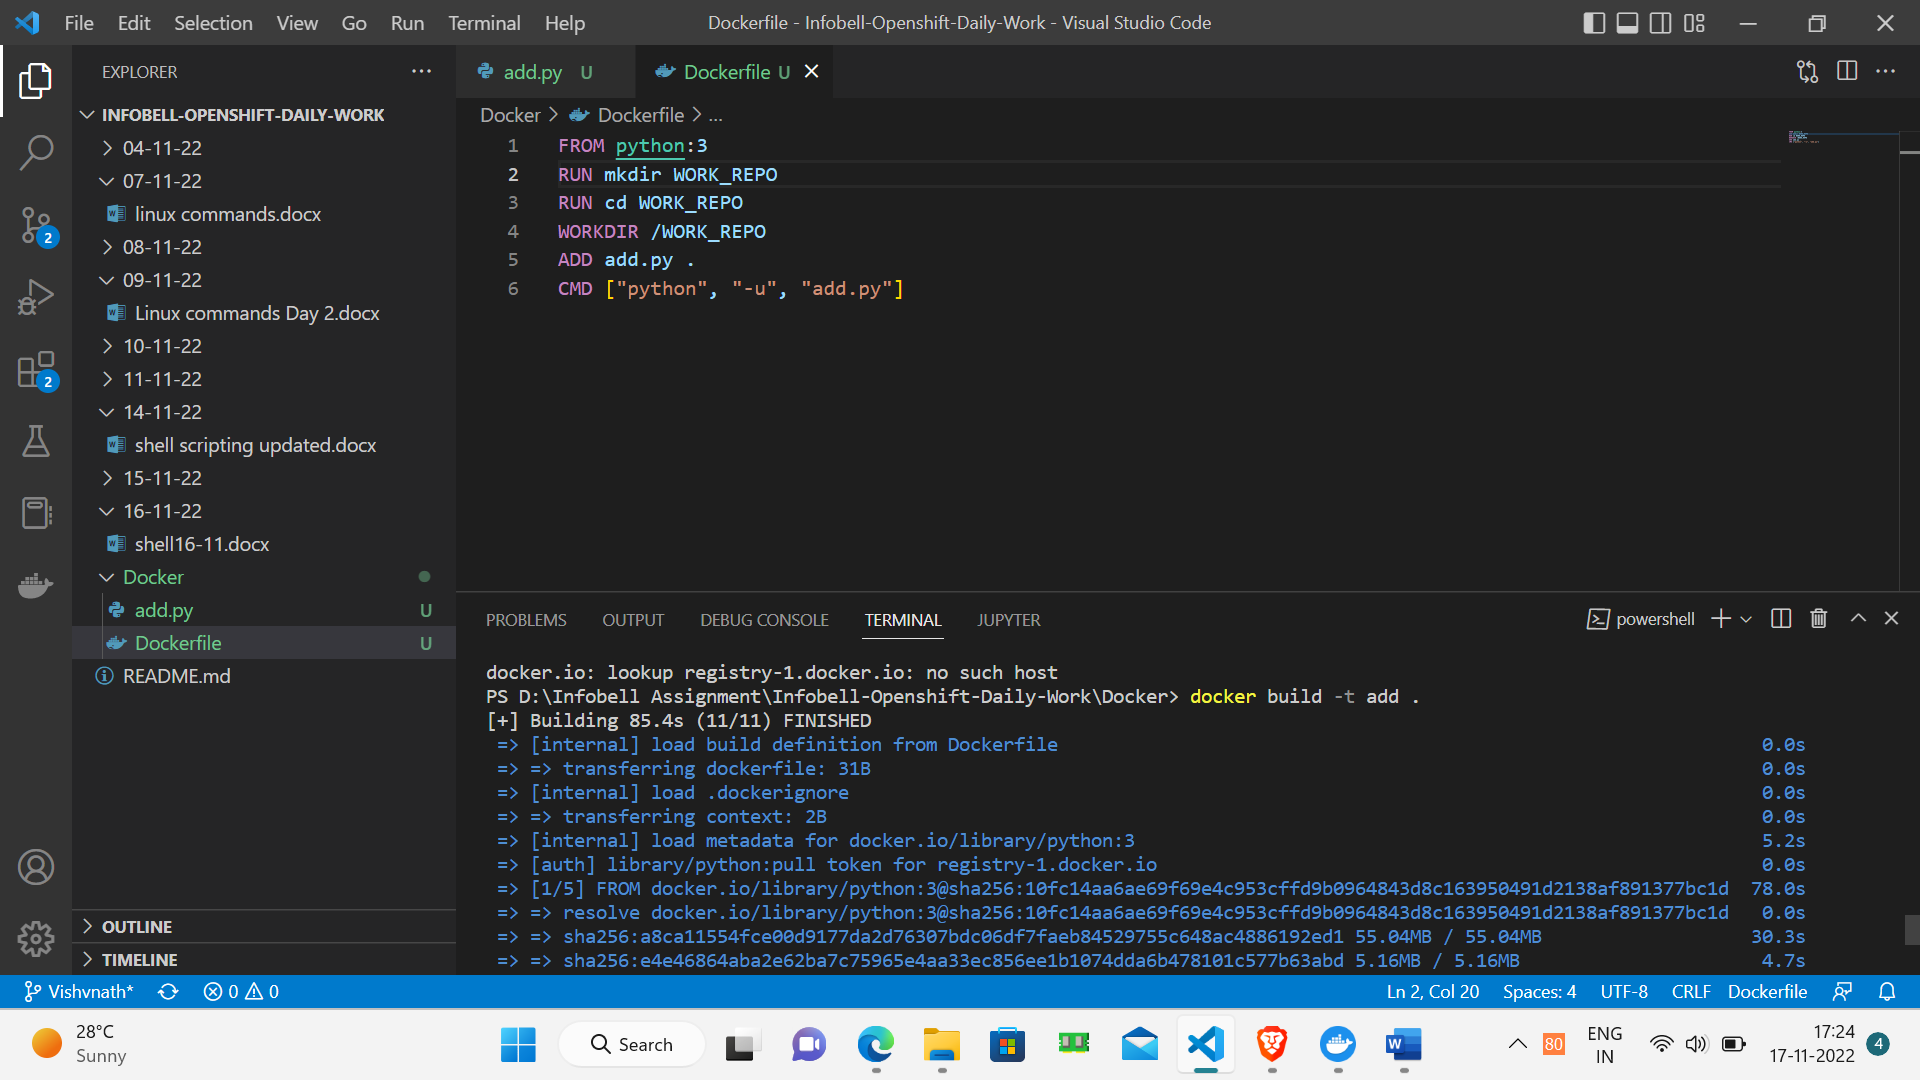 File Edit Selection View Go Run Terminal Help
Dockerfile - Infobell-Openshift-Daily-Work - Visual Studio Code
EXPLORER
INFOBELL-OPENSHIFT-DAILY-WORK
04-11-22
07-11-22
linux commands.docx
08-11-22
09-11-22
Linux commands Day 2.docx
10-11-22
11-11-22
14-11-22
shell scripting updated.docx
15-11-22
16-11-22
shell16-11.docx
Docker
add.py U
Dockerfile U
README.md
OUTLINE
TIMELINE
2
2
add.py U
Dockerfile U
Docker > Dockerfile > ...
1 FROM python:3
2 RUN mkdir WORK_REPO
3 RUN cd WORK_REPO
4 WORKDIR /WORK_REPO
5 ADD add.py .
6 CMD ["python", "-u", "add.py"]
PROBLEMS OUTPUT DEBUG CONSOLE TERMINAL JUPYTER
powershell
docker.io: lookup registry-1.docker.io: no such host
PS D:\Infobell Assignment\Infobell-Openshift-Daily-Work\Docker> docker build -t add .
[+] Building 85.4s (11/11) FINISHED
=> [internal] load build definition from Dockerfile 0.0s
=> => transferring dockerfile: 31B 0.0s
=> [internal] load .dockerignore 0.0s
=> => transferring context: 2B 0.0s
=> [internal] load metadata for docker.io/library/python:3 5.2s
=> [auth] library/python:pull token for registry-1.docker.io 0.0s
=> [1/5] FROM docker.io/library/python:3@sha256:10fc14aa6ae69f69e4c953cffd9b0964843d8c163950491d2138af891377bc1d 78.0s
=> => resolve docker.io/library/python:3@sha256:10fc14aa6ae69f69e4c953cffd9b0964843d8c163950491d2138af891377bc1d 0.0s
=> => sha256:a8ca11554fce00d9177da2d76307bdc06df7faeb84529755c648ac4886192ed1 55.04MB / 55.04MB 30.3s
=> => sha256:e4e46864aba2e62ba7c75965e4aa33ec856ee1b1074dda6b478101c577b63abd 5.16MB / 5.16MB 4.7s
Vishvnath* 0 0
Ln 2, Col 20 Spaces: 4 UTF-8 CRLF Dockerfile
28°C
Sunny
Search
80
ENG
IN
17:24
17-11-2022
4